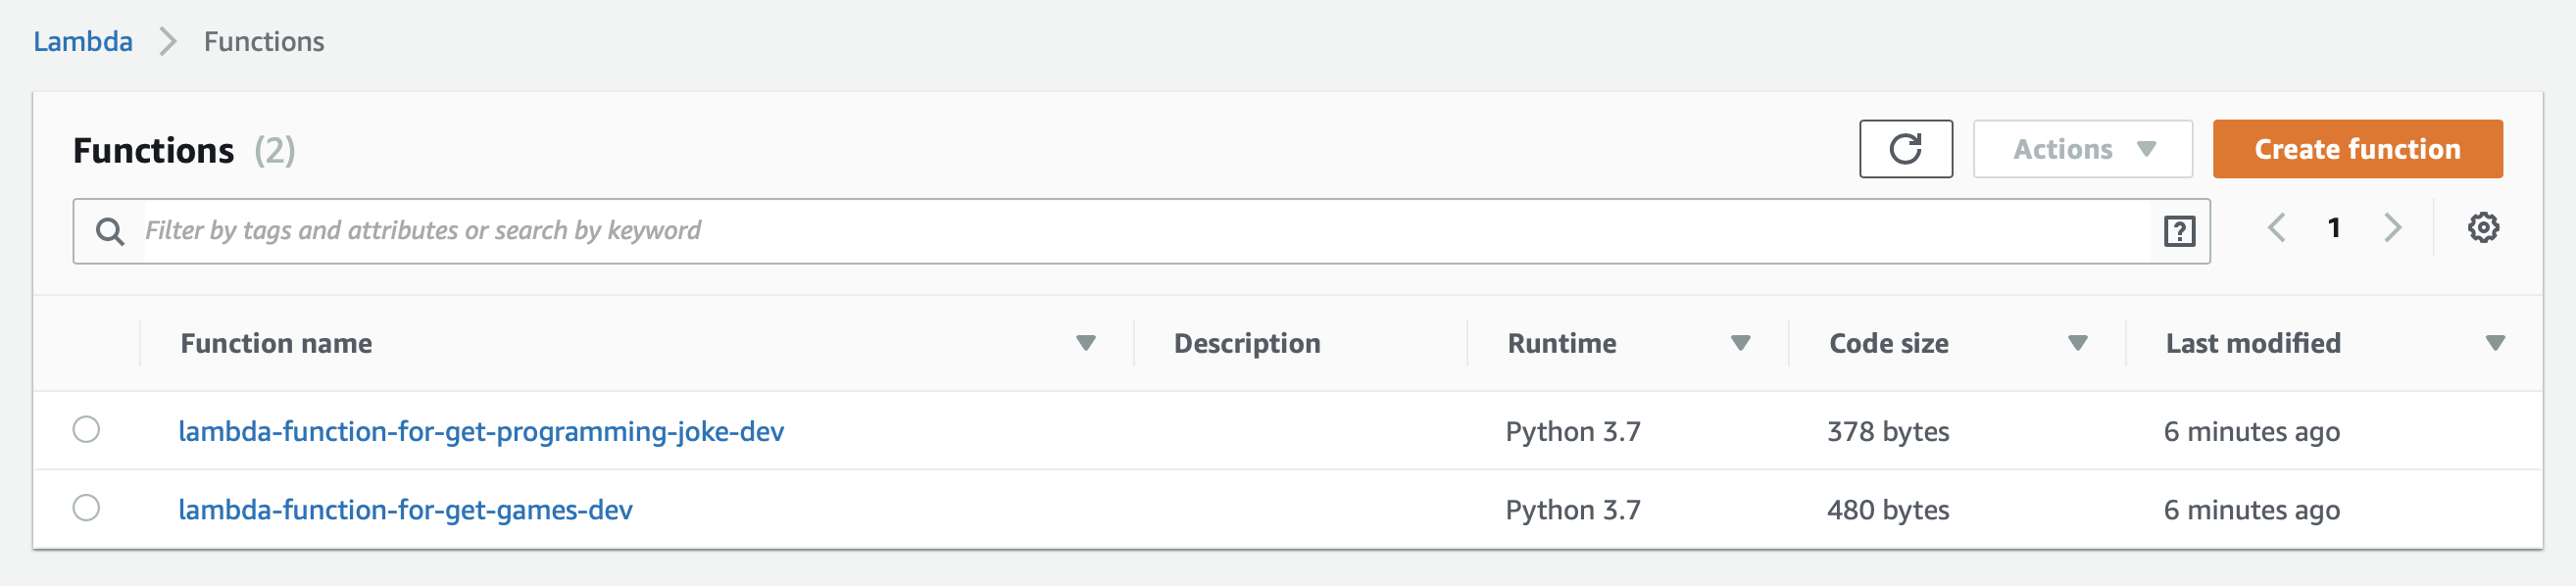 Lambda > Functions
Functions (2)
Actions
Create function
Filter by tags and attributes or search by keyword
?
1
Function name Description Runtime Code size Last modified
lambda-function-for-get-programming-joke-dev Python 3.7 378 bytes 6 minutes ago
lambda-function-for-get-games-dev Python 3.7 480 bytes 6 minutes ago